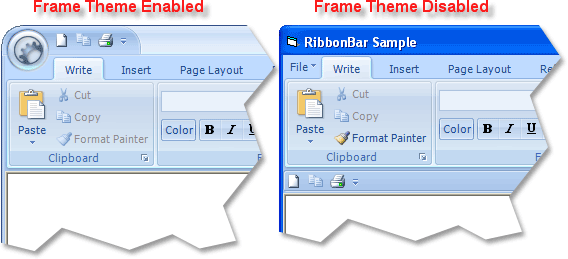 Frame Theme Enabled
Write Insert Page Layout
Paste
Cut
Copy
Format Painter
Color B I U
Clipboard
Frame Theme Disabled
RibbonBar Sample
File Write Insert Page Layout
Paste
Cut
Copy
Format Painter
Color B I U
Clipboard